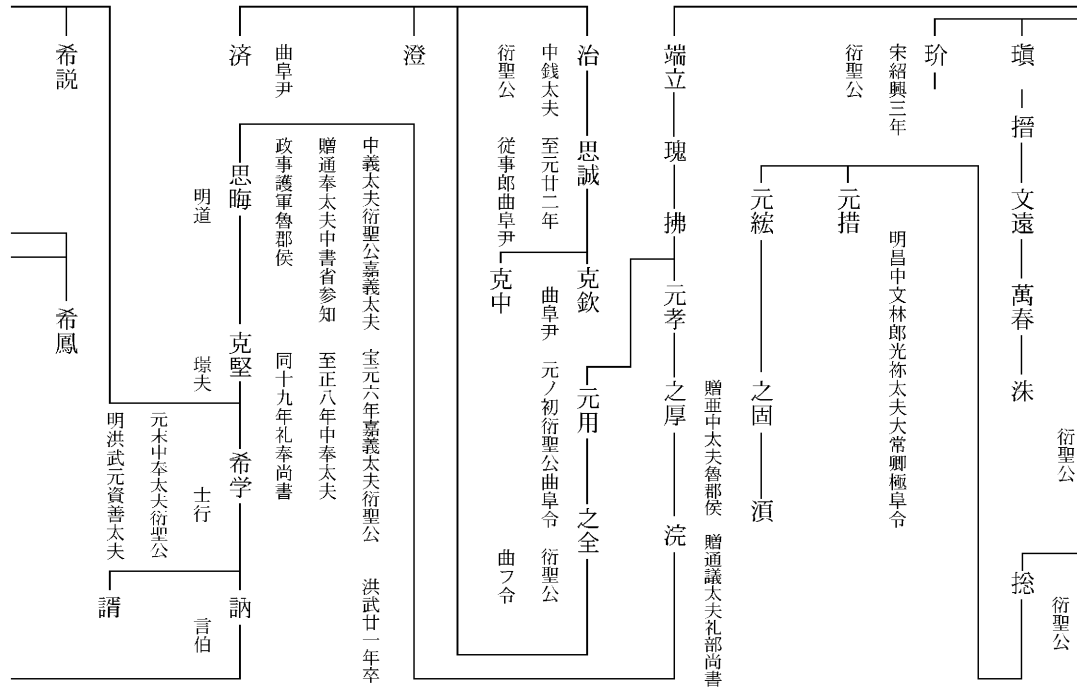 衍聖公
衍聖公
瑱
搢
文遠
萬春
洙
摠
玠
宋紹興三年
衍聖公
元措
明昌中文林郎光祢太夫大常卿極阜令
元紘
之固
湏
端立
瑰
拂
元孝
之厚
贈亜中太夫魯郡侯
浣
贈通議太夫礼部尚書
元用
之全
元ノ初衍聖公曲阜令
衍聖公
曲フ令
治
中銭太夫
衍聖公
思誠
至元廿二年
従事郎曲阜尹
克欽
曲阜尹
克中
澄
済
曲阜尹
思晦
明道
中義太夫衍聖公嘉義太夫
贈通奉太夫中書省参知
政事護軍魯郡侯
克堅
璟夫
宝元六年嘉義太夫衍聖公
至正八年中奉太夫
同十九年礼奉尚書
洪武廿一年卒
希学
士行
元末中奉太夫衍聖公
明洪武元資善太夫
訥
言伯
諝
希説
希鳳